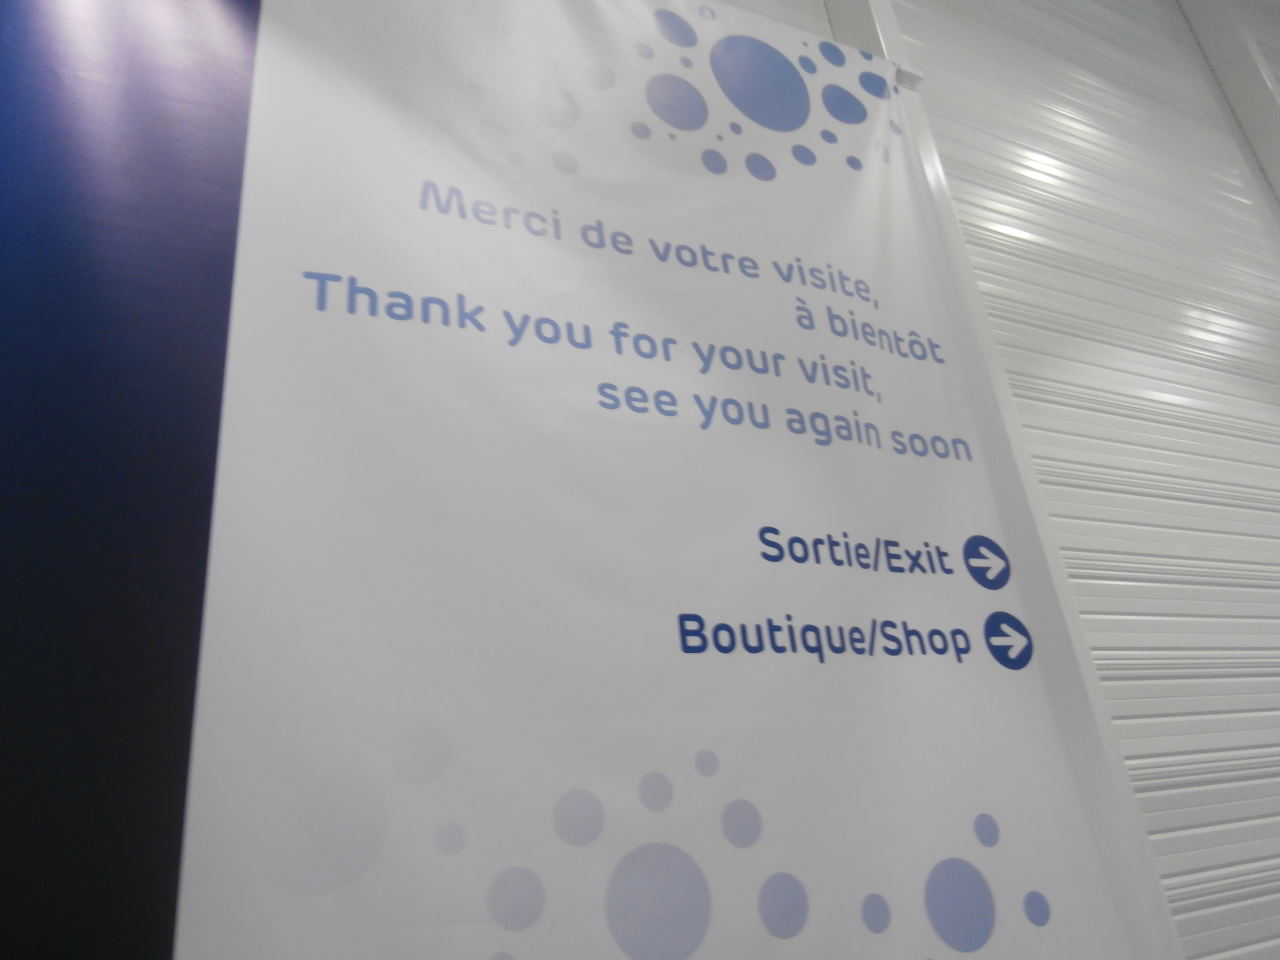 Merci de votre visite,
à bientôt
Thank you for your visit,
see you again soon
Sortie/Exit
Boutique/Shop